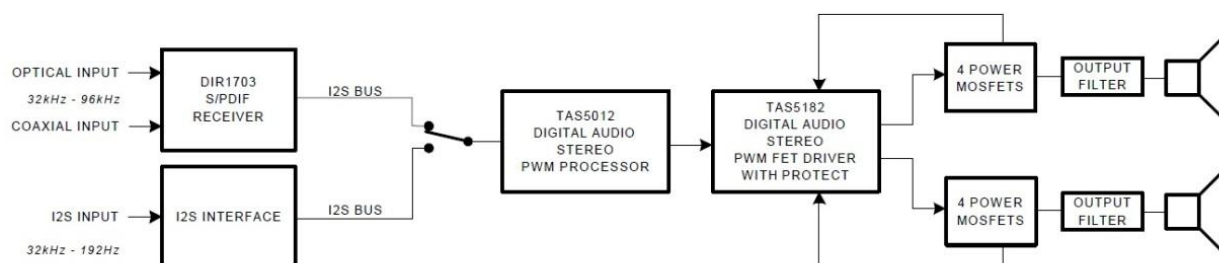 OPTICAL INPUT
32kHz - 96kHz
COAXIAL INPUT
DIR1703
S/PDIF
RECEIVER
I2S BUS
I2S INPUT
32kHz - 192Hz
I2S INTERFACE
I2S BUS
TAS5012
DIGITAL AUDIO
STEREO
PWM PROCESSOR
TAS5182
DIGITAL AUDIO
STEREO
PWM FET DRIVER
WITH PROTECT
4 POWER
MOSFETS
OUTPUT
FILTER
4 POWER
MOSFETS
OUTPUT
FILTER